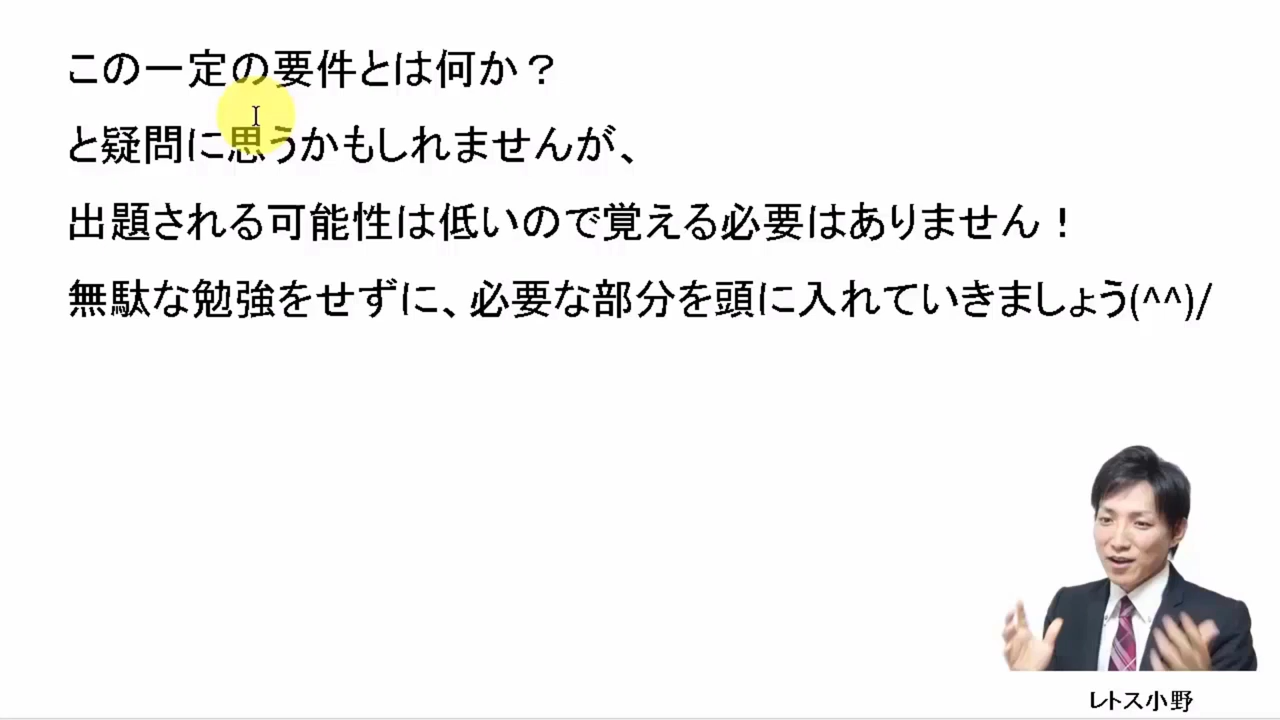 この一定の要件とは何か？
と疑問に思うかもしれませんが、
出題される可能性は低いので覚える必要はありません！
無駄な勉強をせずに、必要な部分を頭に入れていきましょう(^^)/
レトス小野